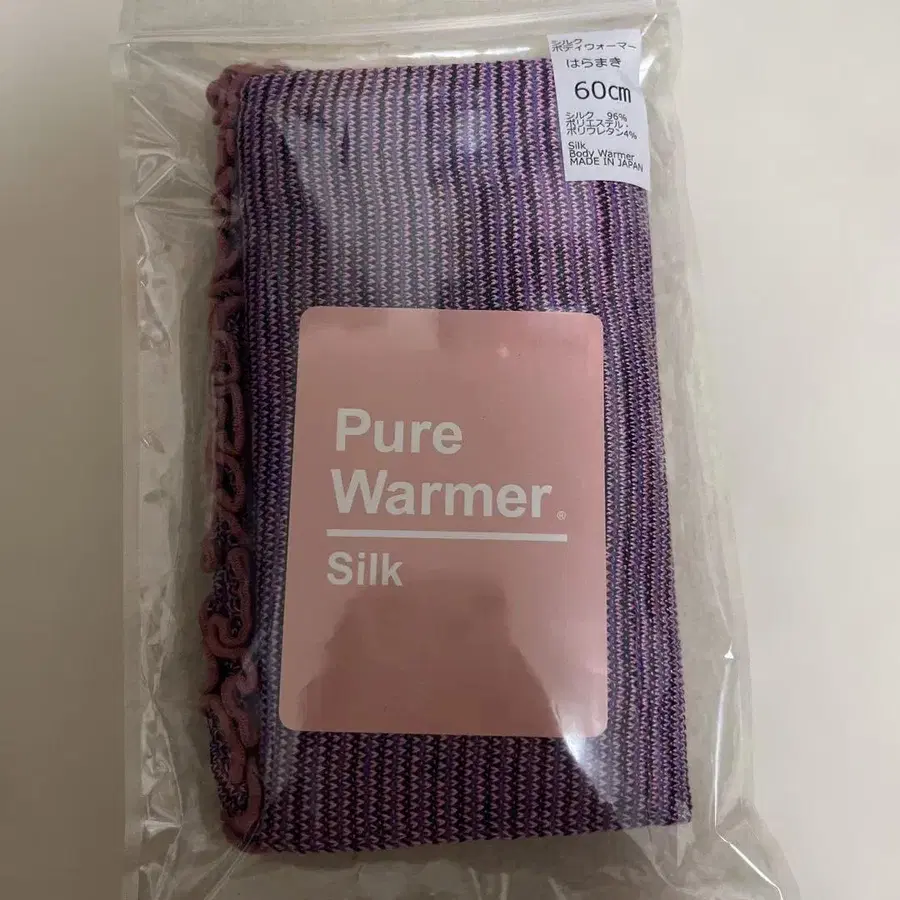 シルク
ボディウォーマー
はらまき
60㎝
シルク 96%
ポリエステル・
ポリウレタン4%
Silk
Body Warmer
MADE IN JAPAN
Pure
Warmer®
Silk